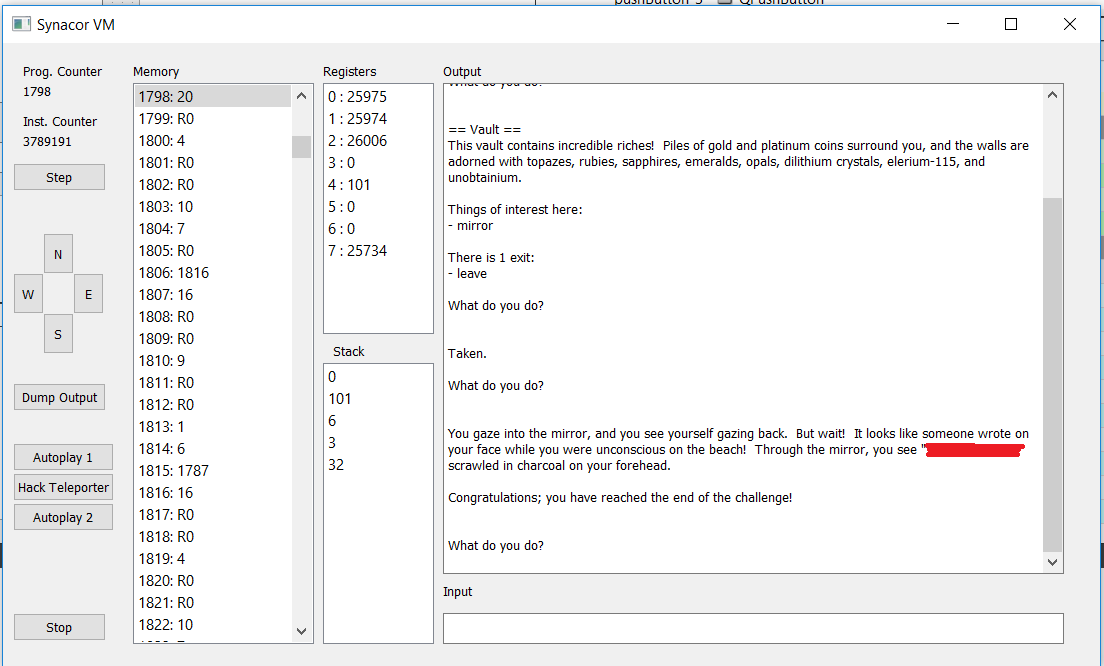 pushButton_3 QPushButton
Synacor VM
Prog. Counter
1798
Inst. Counter
3789191
Step
N
W E
S
Dump Output
Autoplay 1
Hack Teleporter
Autoplay 2
Stop
Memory
1798: 20
1799: R0
1800: 4
1801: R0
1802: R0
1803: 10
1804: 7
1805: R0
1806: 1816
1807: 16
1808: R0
1809: R0
1810: 9
1811: R0
1812: R0
1813: 1
1814: 6
1815: 1787
1816: 16
1817: R0
1818: R0
1819: 4
1820: R0
1821: R0
1822: 10
Registers
0 : 25975
1 : 25974
2 : 26006
3 : 0
4 : 101
5 : 0
6 : 0
7 : 25734
Stack
0
101
6
3
32
Output
What do you do?
== Vault ==
This vault contains incredible riches!  Piles of gold and platinum coins surround you, and the walls are
adorned with topazes, rubies, sapphires, emeralds, opals, dilithium crystals, elerium-115, and
unobtainium.
Things of interest here:
- mirror
There is 1 exit:
- leave
What do you do?
Taken.
What do you do?
You gaze into the mirror, and you see yourself gazing back.  But wait!  It looks like someone wrote on
your face while you were unconscious on the beach!  Through the mirror, you see "
scrawled in charcoal on your forehead.
Congratulations; you have reached the end of the challenge!
What do you do?
Input